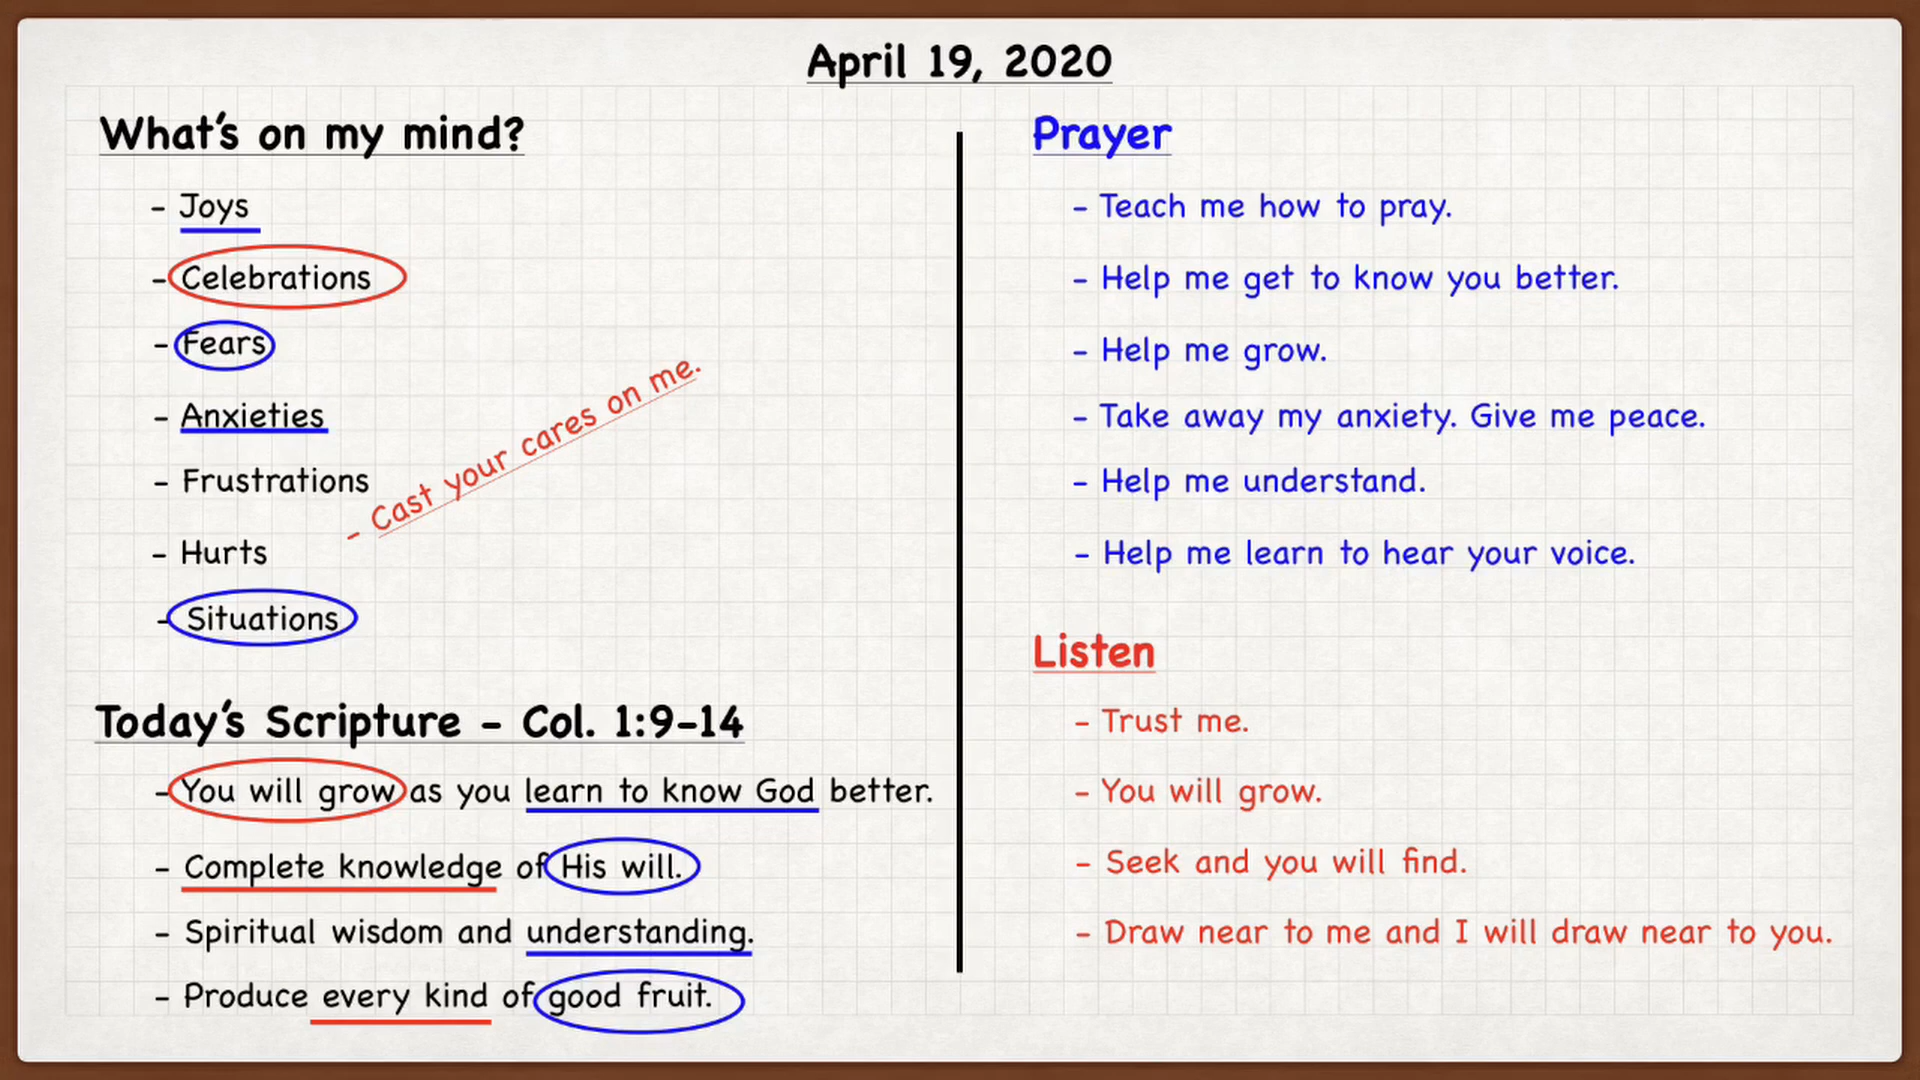 April 19, 2020
What's on my mind?
- Joys
- Celebrations
- Fears
- Anxieties
- Frustrations
- Cast your cares on me.
- Hurts
- Situations
Today's Scripture - Col. 1:9-14
- You will grow as you learn to know God better.
- Complete knowledge of His will.
- Spiritual wisdom and understanding.
- Produce every kind of good fruit.
Prayer
- Teach me how to pray.
- Help me get to know you better.
- Help me grow.
- Take away my anxiety. Give me peace.
- Help me understand.
- Help me learn to hear your voice.
Listen
- Trust me.
- You will grow.
- Seek and you will find.
- Draw near to me and I will draw near to you.